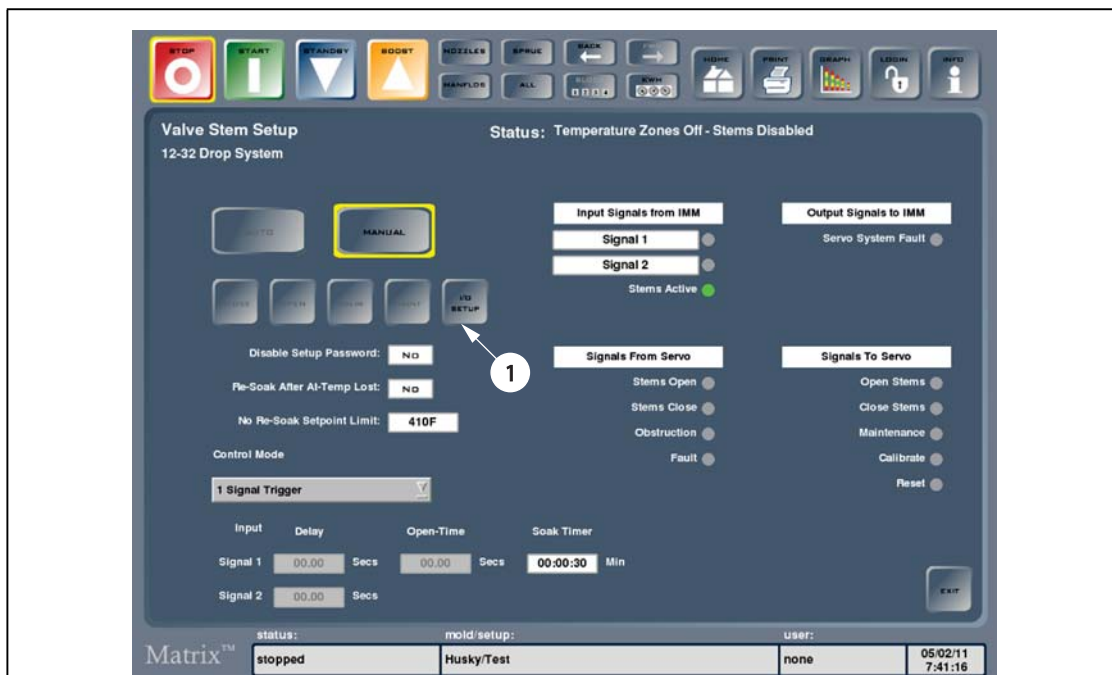 STOP START STANDBY BOOST NOZZLES SPRUE BACK HOME PRINT GRAPH LOGIN INFO
MANFLDS ALL 1 2 3 4 KWH
Valve Stem Setup Status: Temperature Zones Off - Stems Disabled
12-32 Drop System
Input Signals from IMM Output Signals to IMM
AUTO MANUAL Signal 1 Servo System Fault
Signal 2
Stems Active
I/O
SETUP
1
Disable Setup Password: NO Signals From Servo Signals To Servo
Re-Soak After At-Temp Lost: NO Stems Open Open Stems
No Re-Soak Setpoint Limit: 410F Stems Close Close Stems
Obstruction Maintenance
Control Mode Fault Calibrate
1 Signal Trigger Reset
Input Delay Open-Time Soak Timer
Signal 1 00.00 Secs 00.00 Secs 00:00:30 Min
Signal 2 00.00 Secs
EXIT
status: mold/setup: user:
Matrix™ stopped Husky/Test none 05/02/11
7:41:16